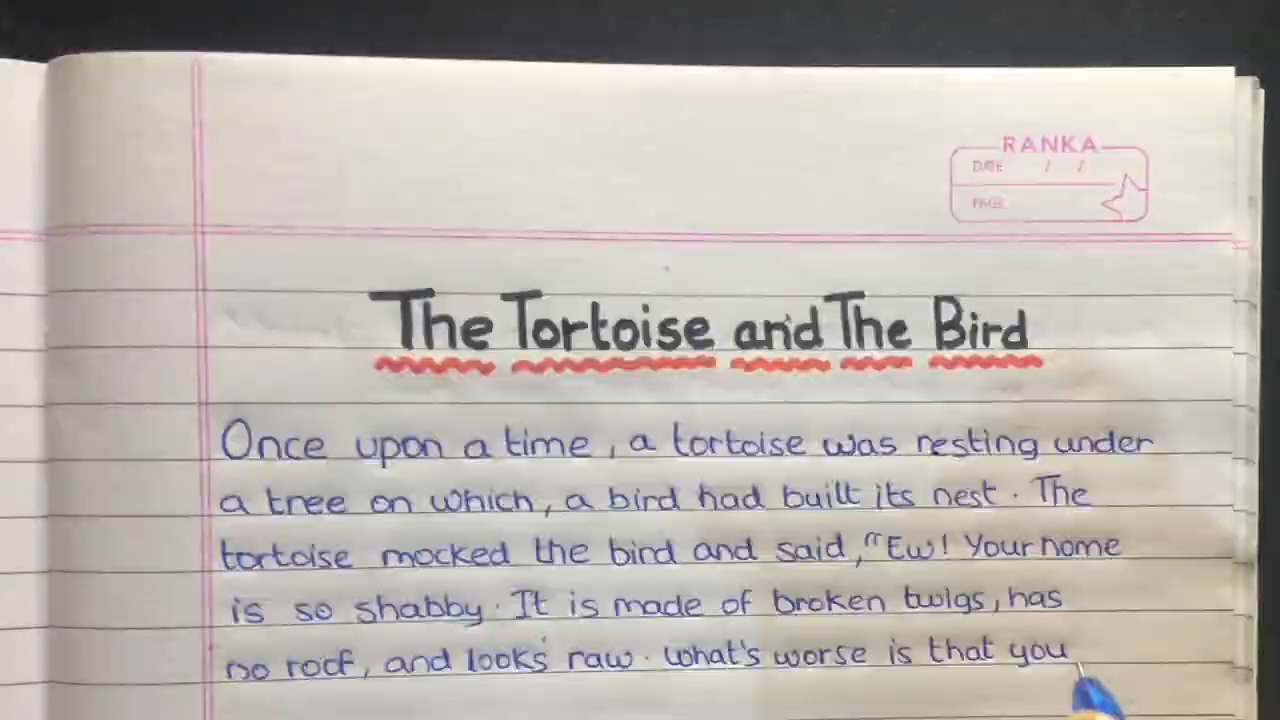 RANKA
DATE / /
PAGE
The Tortoise and The Bird
Once upon a time, a tortoise was resting under
a tree on which, a bird had built its nest. The
tortoise mocked the bird and said, "Ew! Your home
is so shabby. It is made of broken twigs, has
no roof, and looks raw. What's worse is that you